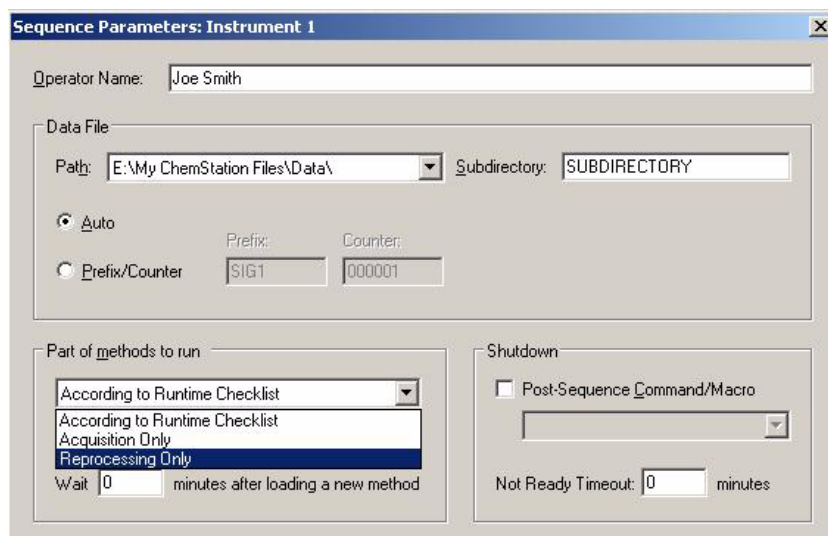 Sequence Parameters: Instrument 1
Operator Name: Joe Smith
Data File
Path: E:\My ChemStation Files\Data\ Subdirectory: SUBDIRECTORY
Auto
Prefix: Counter:
Prefix/Counter SIG1 000001
Part of methods to run
According to Runtime Checklist
According to Runtime Checklist
Acquisition Only
Reprocessing Only
Wait 0 minutes after loading a new method
Shutdown
Post-Sequence Command/Macro
Not Ready Timeout: 0 minutes